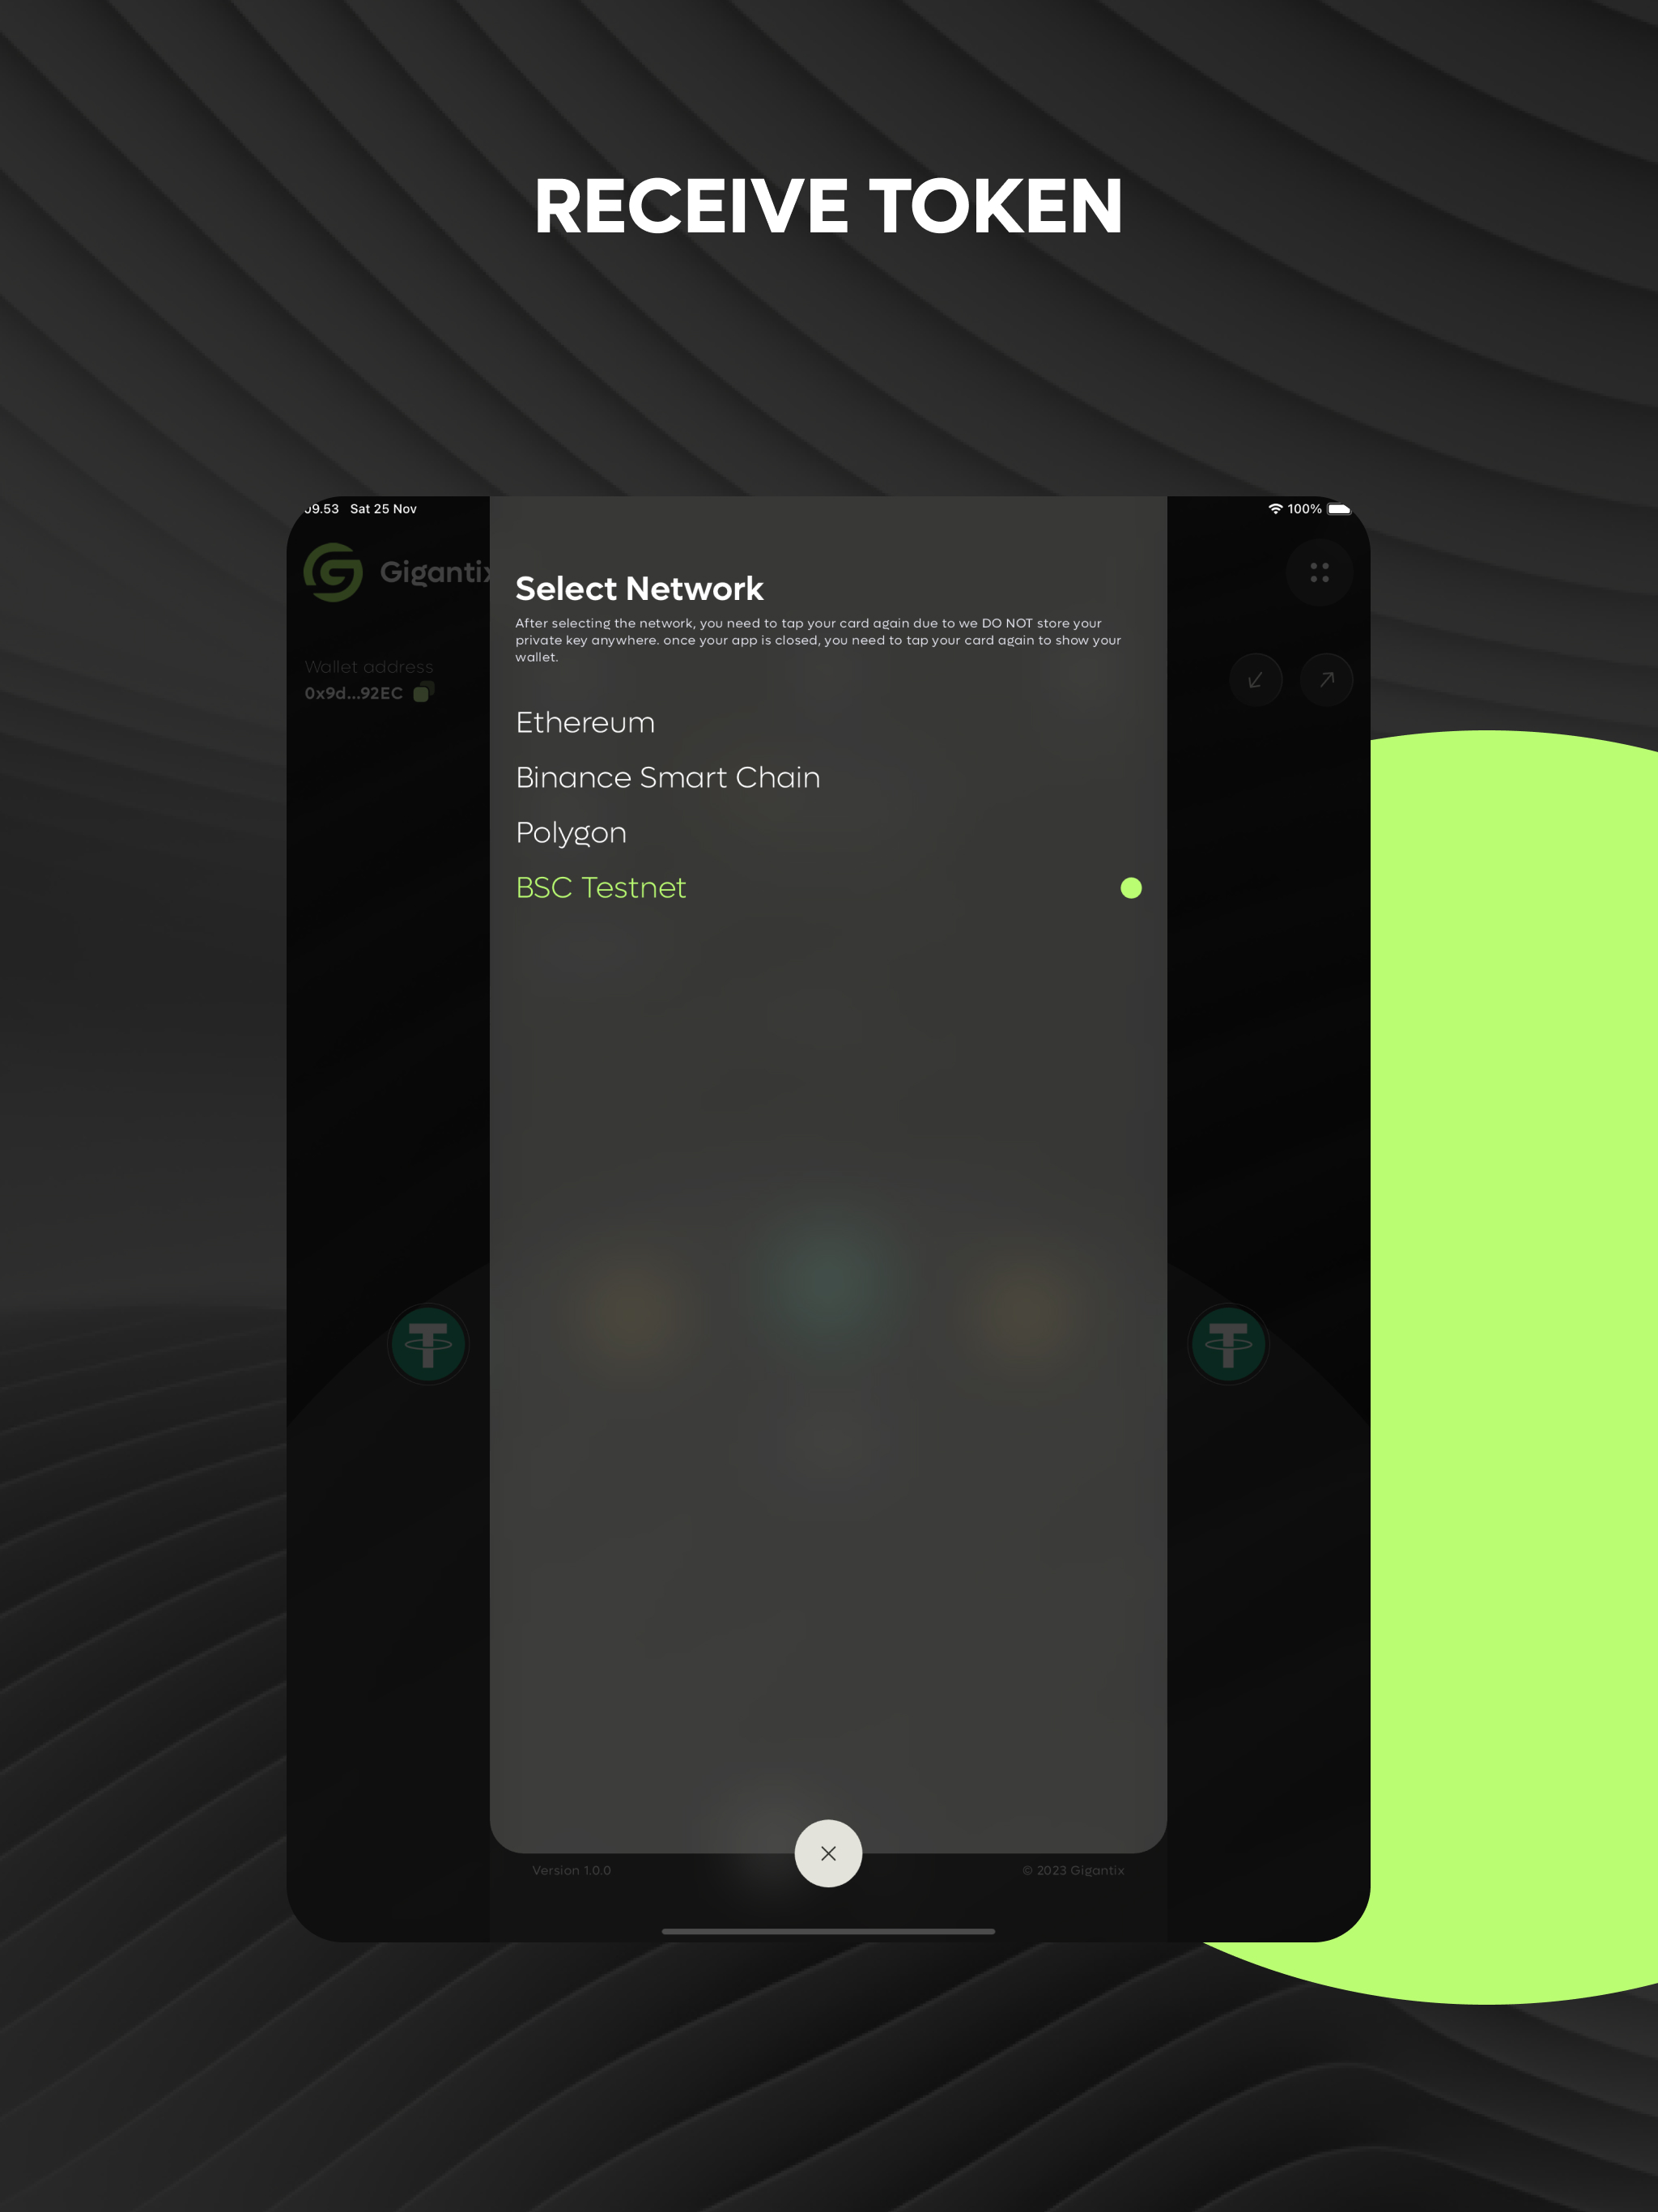 RECEIVE TOKEN
09.53 Sat 25 Nov
100%
Gigantix
Select Network
After selecting the network, you need to tap your card again due to we DO NOT store your
private key anywhere. once your app is closed, you need to tap your card again to show your
wallet.
Wallet address
0x9d...92EC
Ethereum
Binance Smart Chain
Polygon
BSC Testnet
Version 1.0.0
© 2023 Gigantix